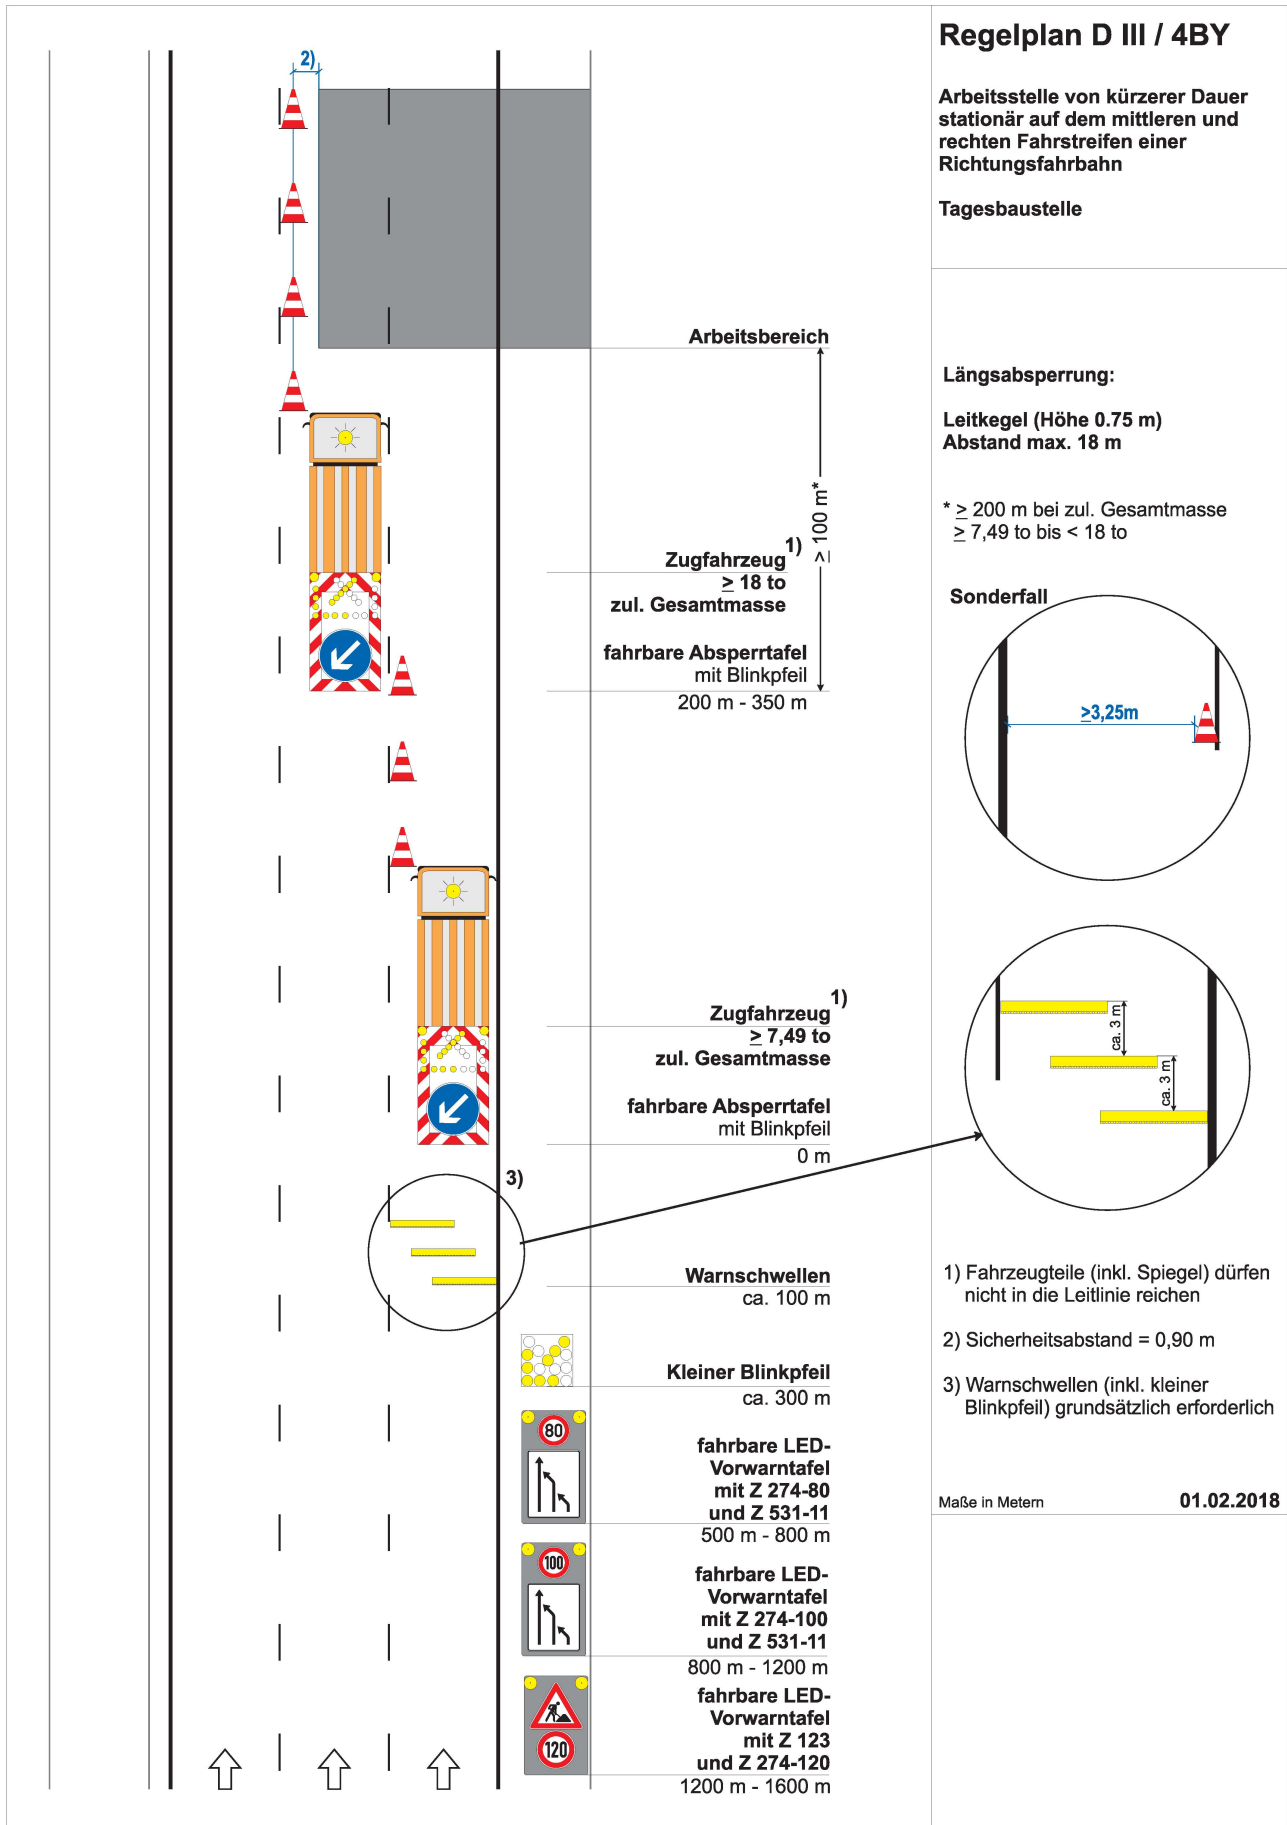 Regelplan D III / 4BY
Arbeitsstelle von kürzerer Dauer
stationär auf dem mittleren und
rechten Fahrstreifen einer
Richtungsfahrbahn
Tagesbaustelle
2)
Arbeitsbereich
≥ 100 m*
Zugfahrzeug 1)
≥ 18 to
zul. Gesamtmasse
fahrbare Absperrtafel
mit Blinkpfeil
200 m - 350 m
Zugfahrzeug 1)
≥ 7,49 to
zul. Gesamtmasse
fahrbare Absperrtafel
mit Blinkpfeil
0 m
3)
Warnschwellen
ca. 100 m
Kleiner Blinkpfeil
ca. 300 m
80
fahrbare LED-
Vorwarntafel
mit Z 274-80
und Z 531-11
500 m - 800 m
100
fahrbare LED-
Vorwarntafel
mit Z 274-100
und Z 531-11
800 m - 1200 m
120
fahrbare LED-
Vorwarntafel
mit Z 123
und Z 274-120
1200 m - 1600 m
Längsabsperrung:
Leitkegel (Höhe 0.75 m)
Abstand max. 18 m
* ≥ 200 m bei zul. Gesamtmasse
≥ 7,49 to bis < 18 to
Sonderfall
≥3,25m
ca. 3 m
ca. 3 m
1) Fahrzeugteile (inkl. Spiegel) dürfen
nicht in die Leitlinie reichen
2) Sicherheitsabstand = 0,90 m
3) Warnschwellen (inkl. kleiner
Blinkpfeil) grundsätzlich erforderlich
Maße in Metern 01.02.2018